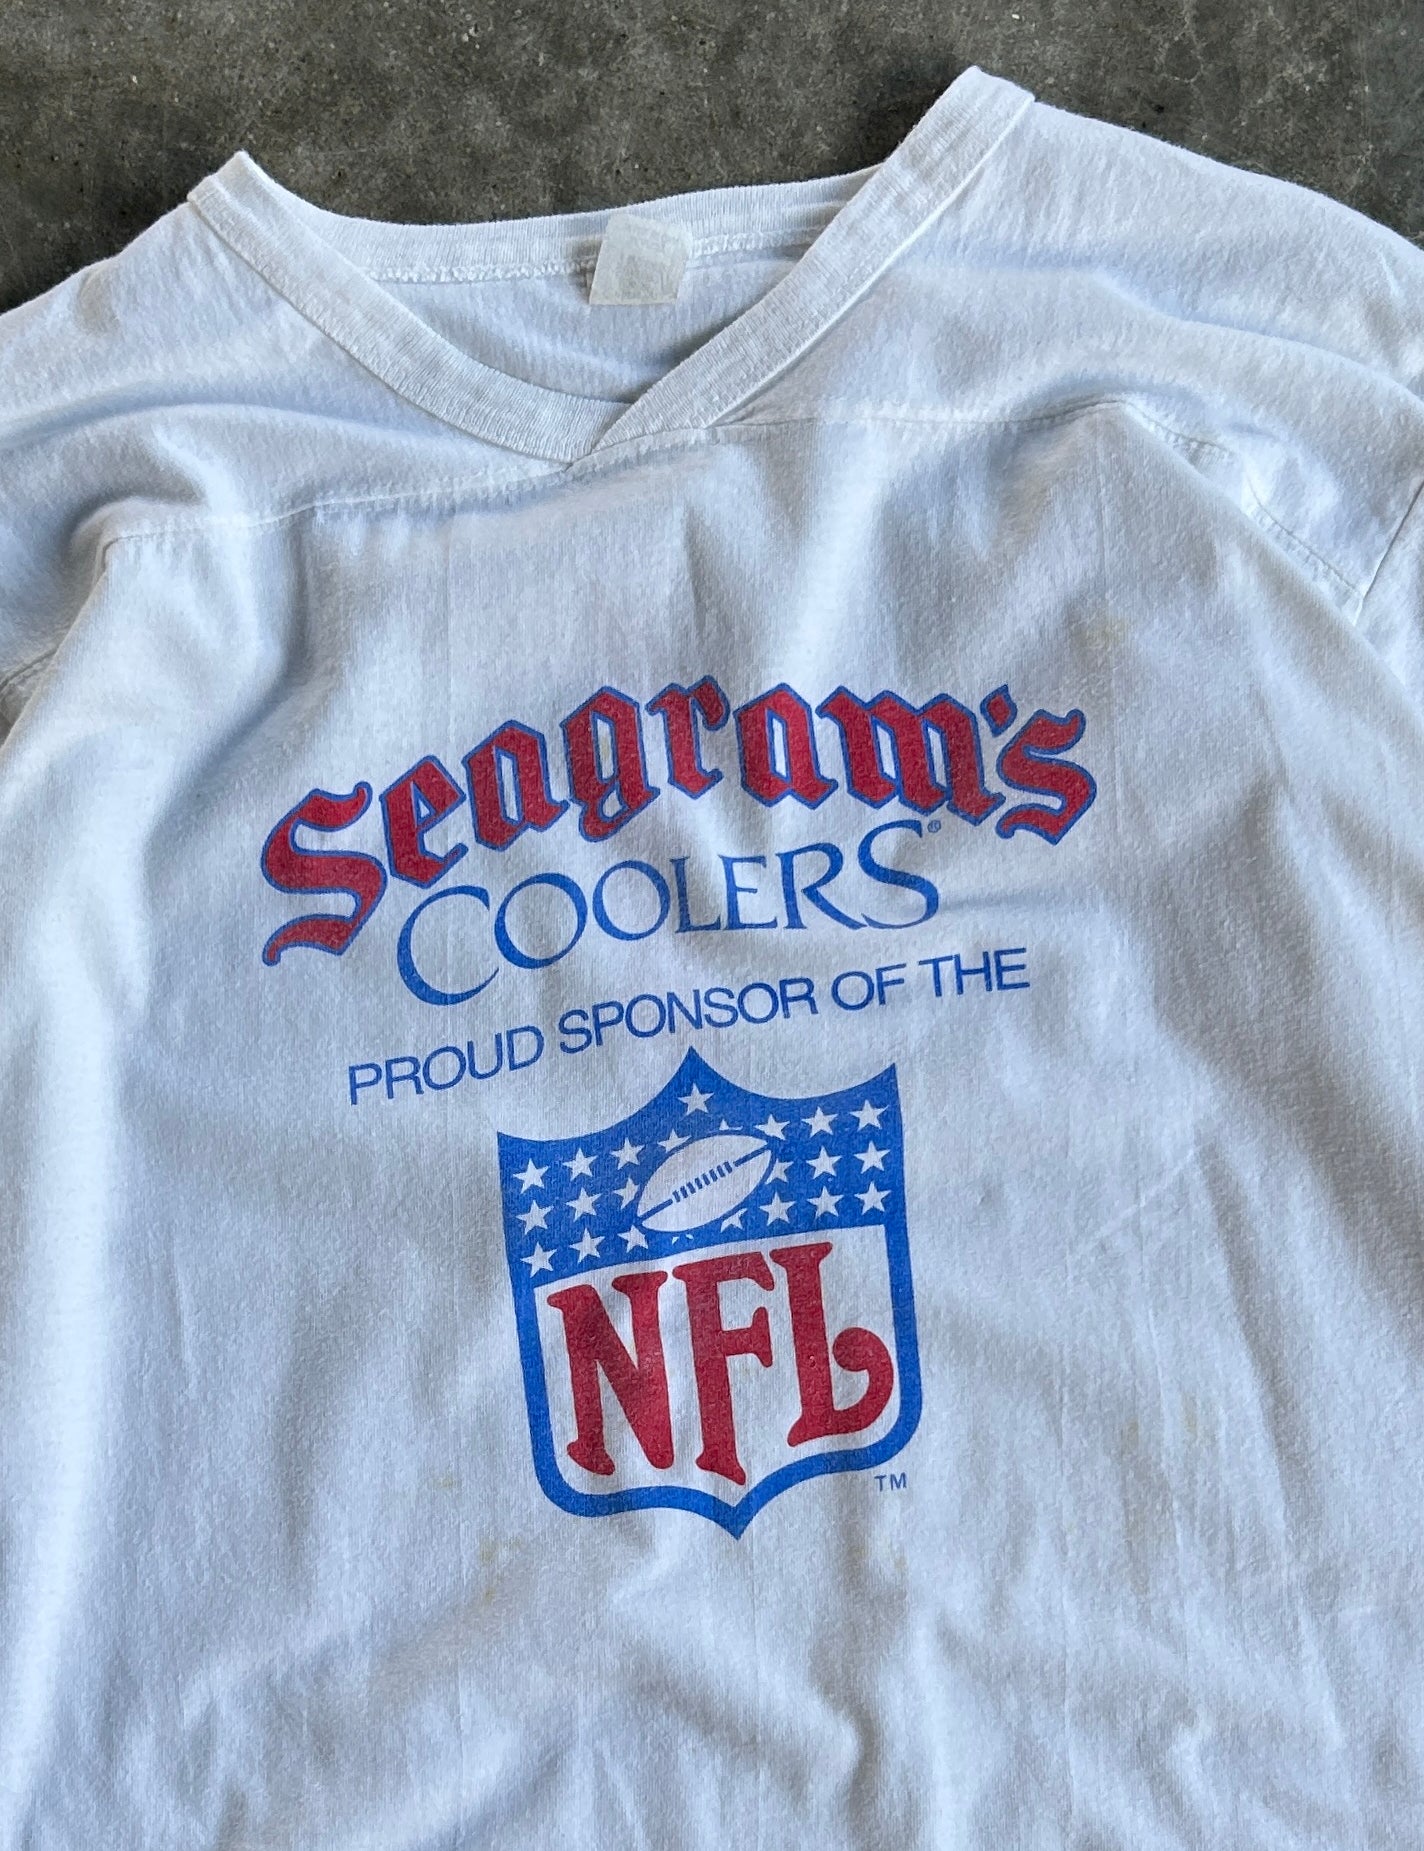 Seagram's
COOLERS®
PROUD SPONSOR OF THE
NFL
TM